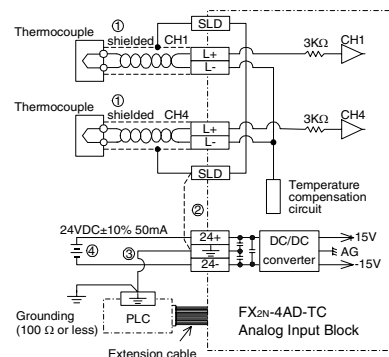 Thermocouple
①
shielded
CH1
SLD
L+
L-
3KΩ
CH1
Thermocouple
①
shielded
CH4
L+
L-
3KΩ
CH4
SLD
Temperature
compensation
circuit
②
24VDC±10% 50mA
④
③
24+
24-
DC/DC
converter
+15V
AG
-15V
Grounding
(100 Ω or less)
PLC
FX2N-4AD-TC
Analog Input Block
Extension cable